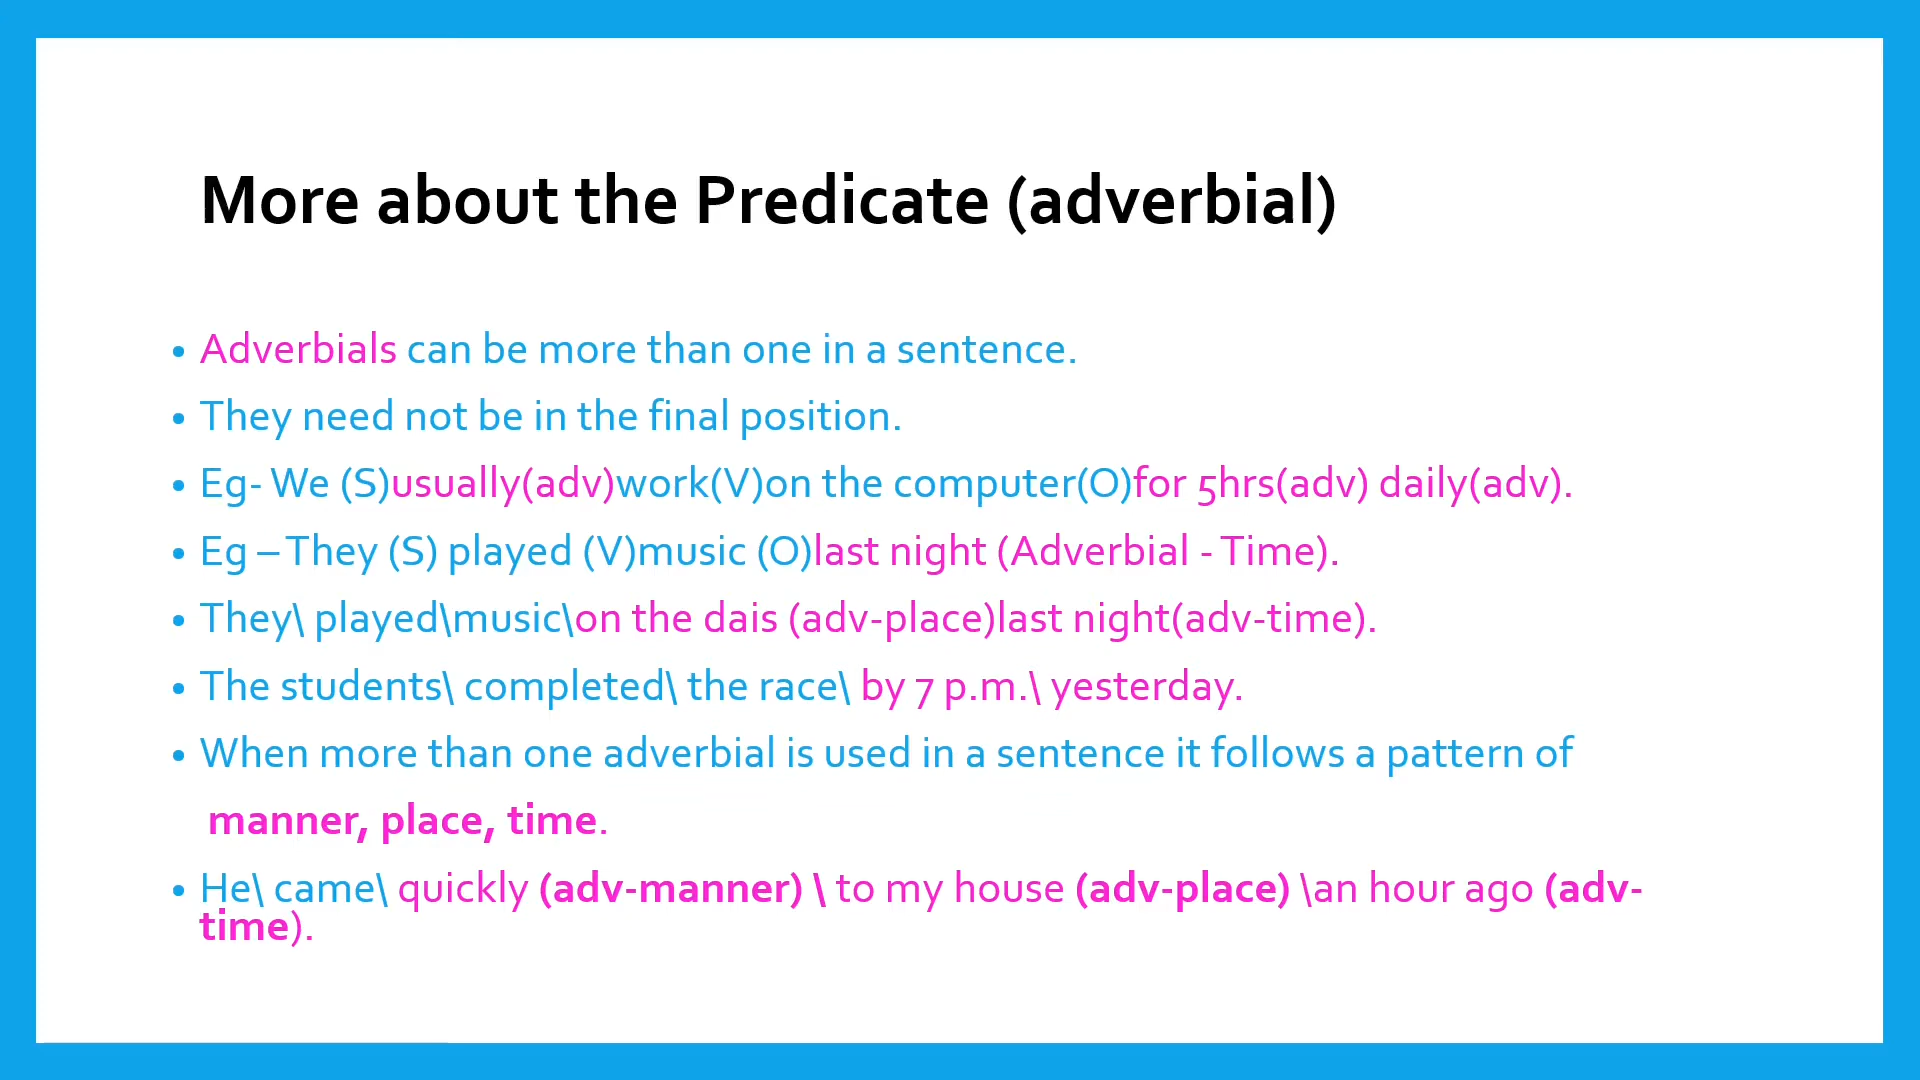 More about the Predicate (adverbial)
• Adverbials can be more than one in a sentence.
• They need not be in the final position.
• Eg- We (S)usually(adv)work(V)on the computer(O)for 5hrs(adv) daily(adv).
• Eg – They (S) played (V)music (O)last night (Adverbial - Time).
• They\ played\music\on the dais (adv-place)last night(adv-time).
• The students\ completed\ the race\ by 7 p.m.\ yesterday.
• When more than one adverbial is used in a sentence it follows a pattern of
manner, place, time.
• He\ came\ quickly (adv-manner) \ to my house (adv-place) \an hour ago (adv-
time).